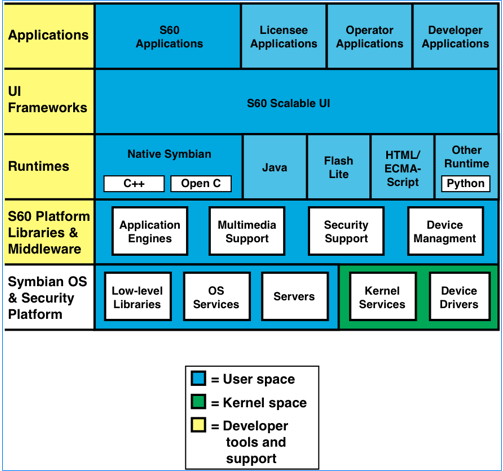 Applications
S60
Applications
Licensee
Applications
Operator
Applications
Developer
Applications
UI
Frameworks
S60 Scalable UI
Runtimes
Native Symbian
C++
Open C
Java
Flash
Lite
HTML/
ECMA-
Script
Other
Runtime
Python
S60 Platform
Libraries &
Middleware
Application
Engines
Multimedia
Support
Security
Support
Device
Managment
Symbian OS
& Security
Platform
Low-level
Libraries
OS
Services
Servers
Kernel
Services
Device
Drivers
= User space
= Kernel space
= Developer
tools and
support